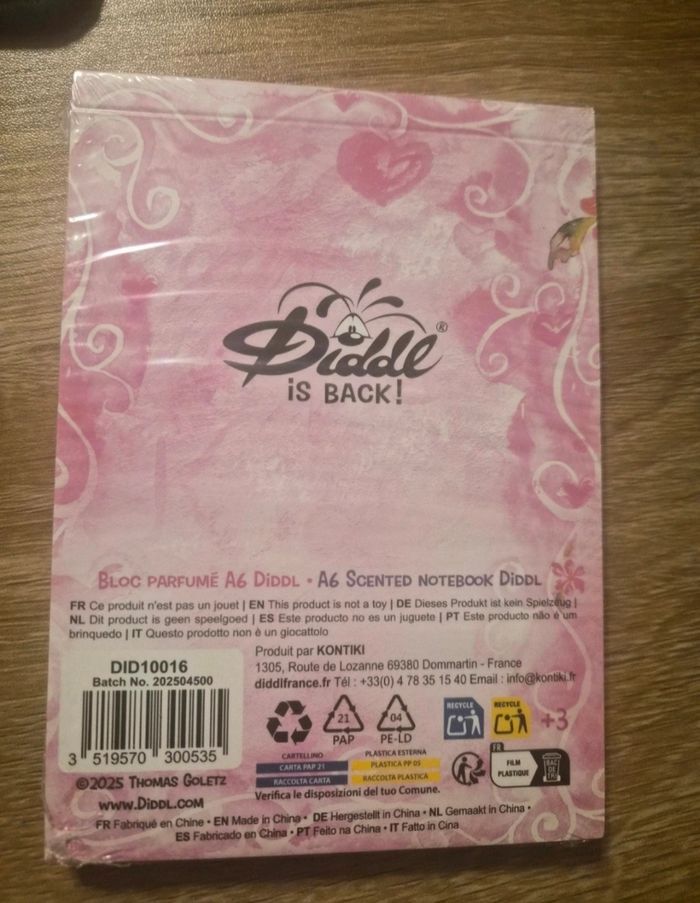 Diddl®
is BACK!
BLOC PARFUMÉ A6 DIDDL • A6 SCENTED NOTEBOOK DIDDL
FR Ce produit n'est pas un jouet | EN This product is not a toy | DE Dieses Produkt ist kein Spielzeug |
NL Dit product is geen speelgoed | ES Este producto no es un juguete | PT Este producto não é um
brinquedo | IT Questo prodotto non è un giocattolo
DID10016
Batch No. 202504500
3 519570 300535
Produit par KONTIKI
1305, Route de Lozanne 69380 Dommartin - France
diddlfrance.fr Tél : +33(0) 4 78 35 15 40 Email : info@kontiki.fr
21
PAP
04
PE-LD
RECYCLE
RECYCLE
+3
CARTELLINO
CARTA PAP 21
RACCOLTA CARTA
PLASTICA ESTERNA
PLASTICA PP 05
RACCOLTA PLASTICA
Verifica le disposizioni del tuo Comune.
FR
FILM
PLASTIQUE
BAC
DE
TRI
©2025 THOMAS GOLETZ
www.DIDDL.COM
FR Fabriqué en Chine • EN Made in China • DE Hergestellt in China • NL Gemaakt in China •
ES Fabricado en China • PT Feito na China • IT Fatto in Cina